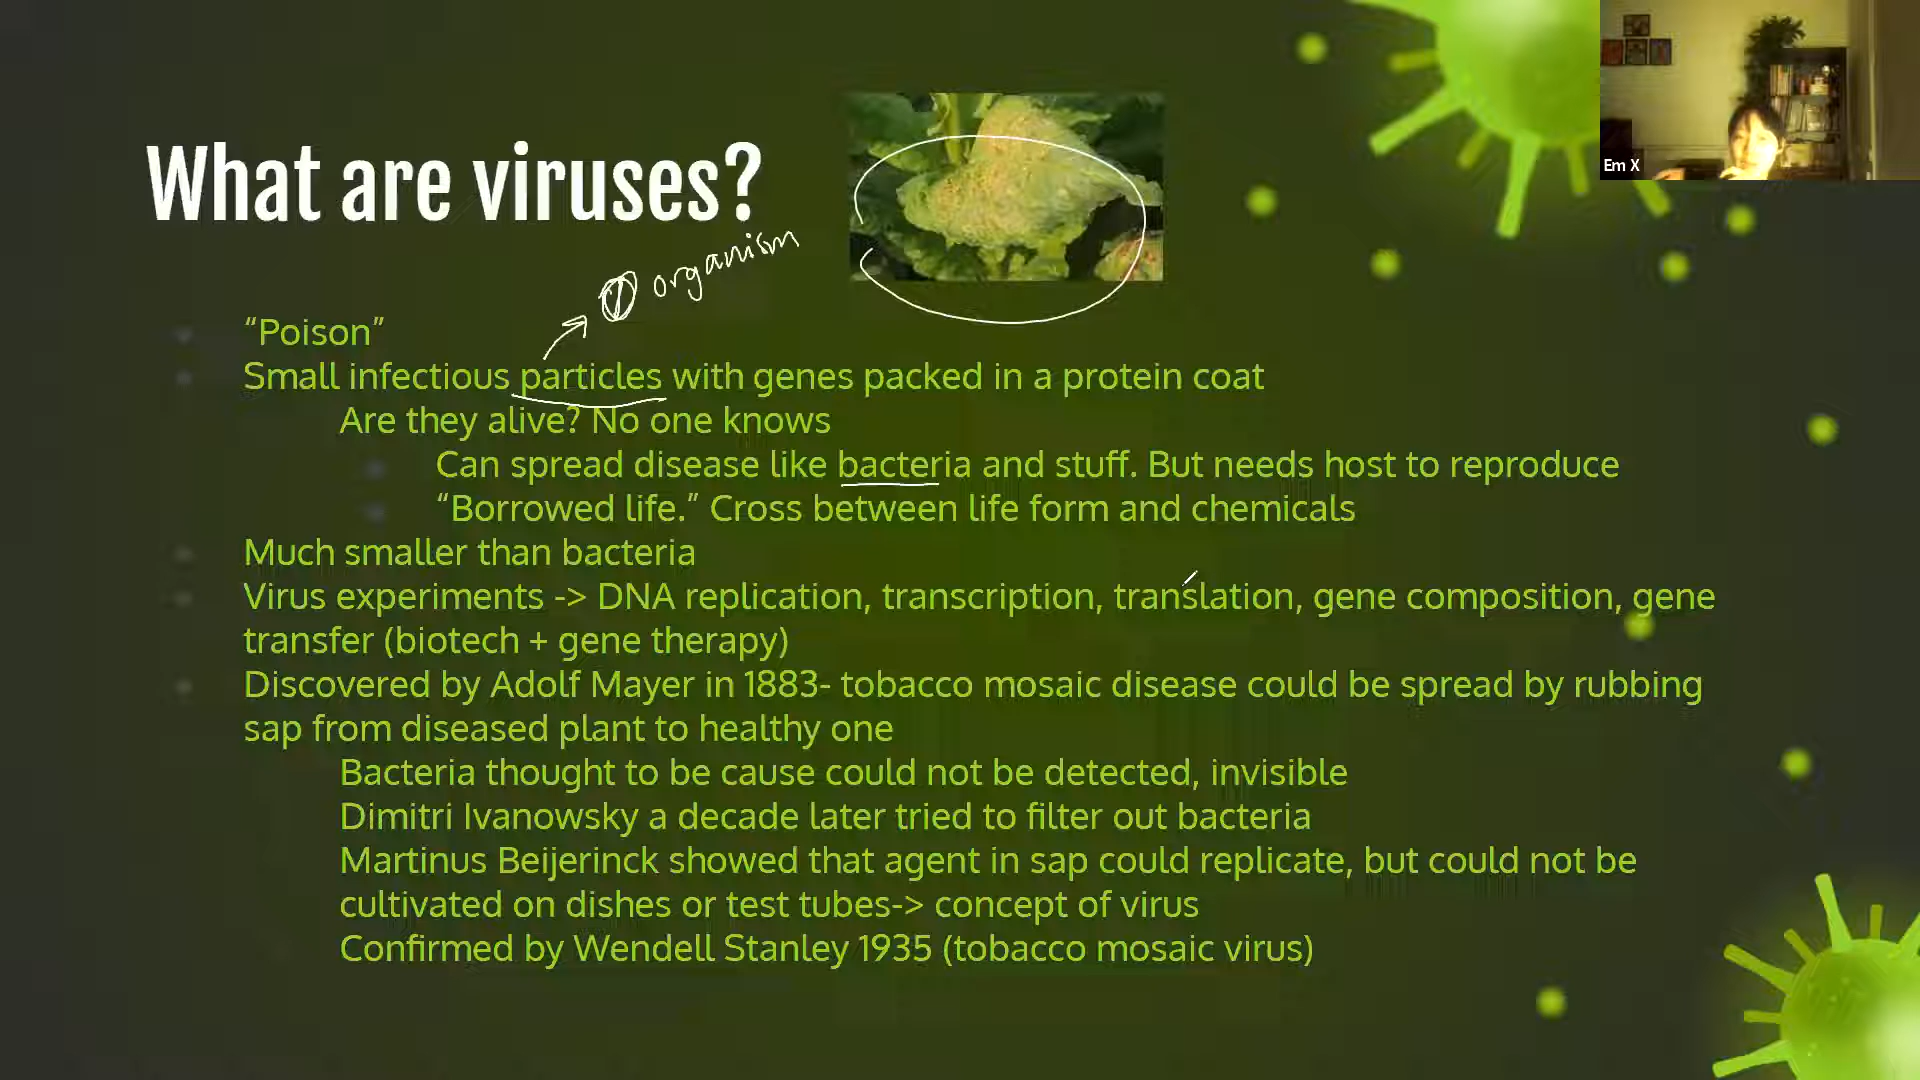 Em X
What are viruses?
organism
“Poison”
Small infectious particles with genes packed in a protein coat
Are they alive? No one knows
Can spread disease like bacteria and stuff. But needs host to reproduce
“Borrowed life.” Cross between life form and chemicals
Much smaller than bacteria
Virus experiments -> DNA replication, transcription, translation, gene composition, gene
transfer (biotech + gene therapy)
Discovered by Adolf Mayer in 1883- tobacco mosaic disease could be spread by rubbing
sap from diseased plant to healthy one
Bacteria thought to be cause could not be detected, invisible
Dimitri Ivanowsky a decade later tried to filter out bacteria
Martinus Beijerinck showed that agent in sap could replicate, but could not be
cultivated on dishes or test tubes-> concept of virus
Confirmed by Wendell Stanley 1935 (tobacco mosaic virus)